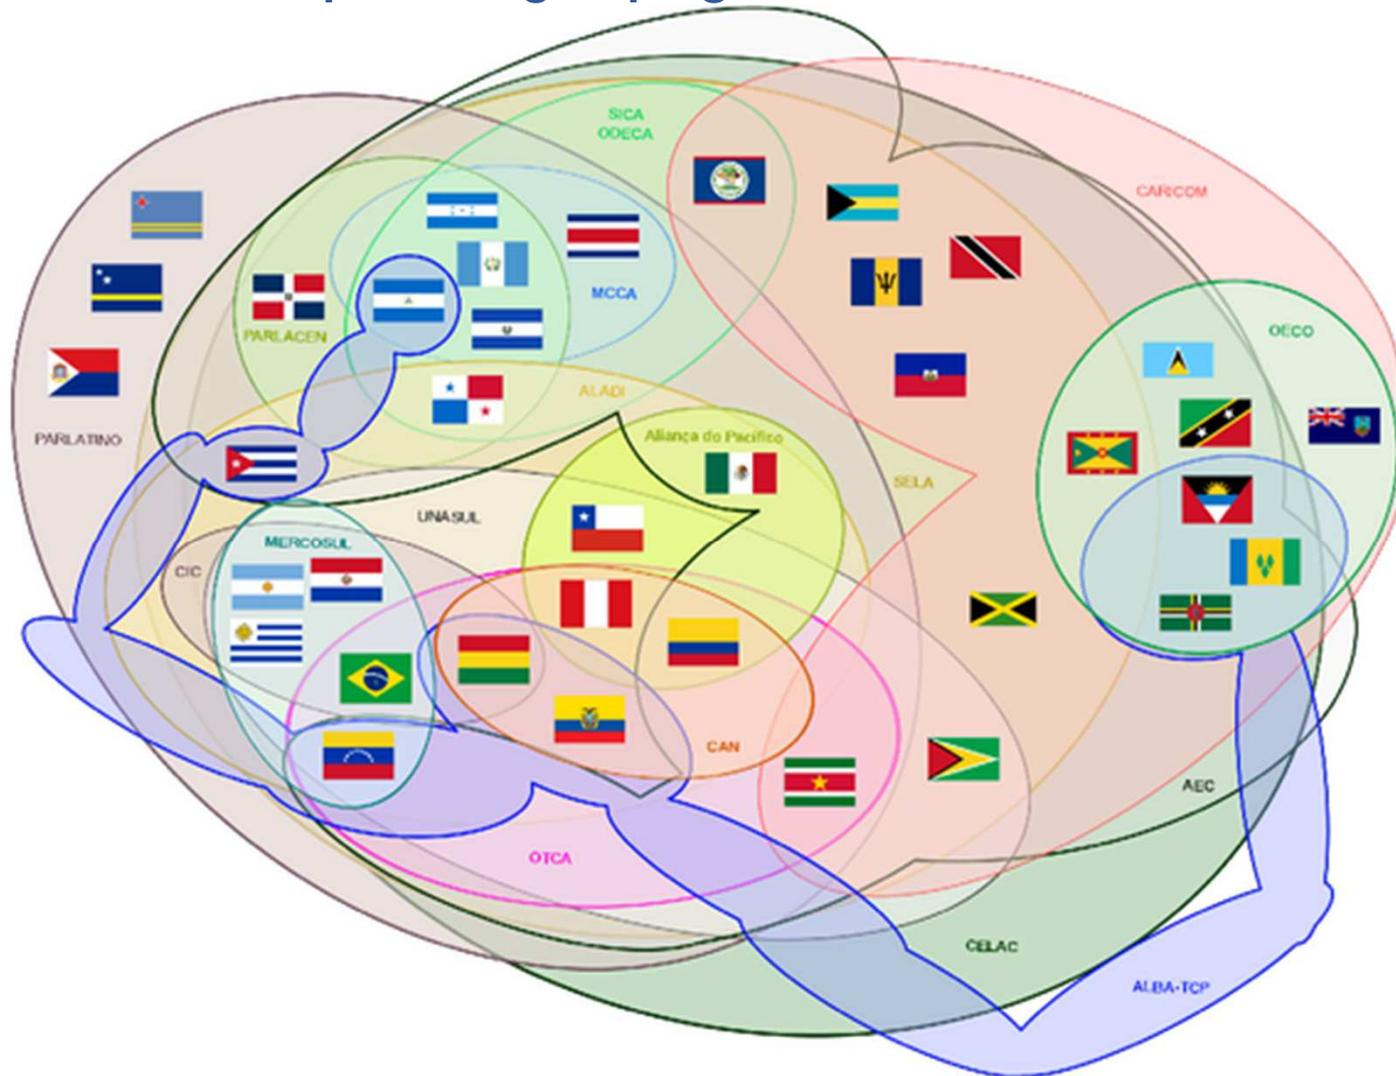 SICA
ODECA
CARICOM
MCCA
OECO
PARLACEN
ALADI
PARLATINO
Aliança do Pacífico
SELA
UNASUL
MERCOSUL
CIC
CAN
AEC
OTCA
CELAC
ALBA-TCP